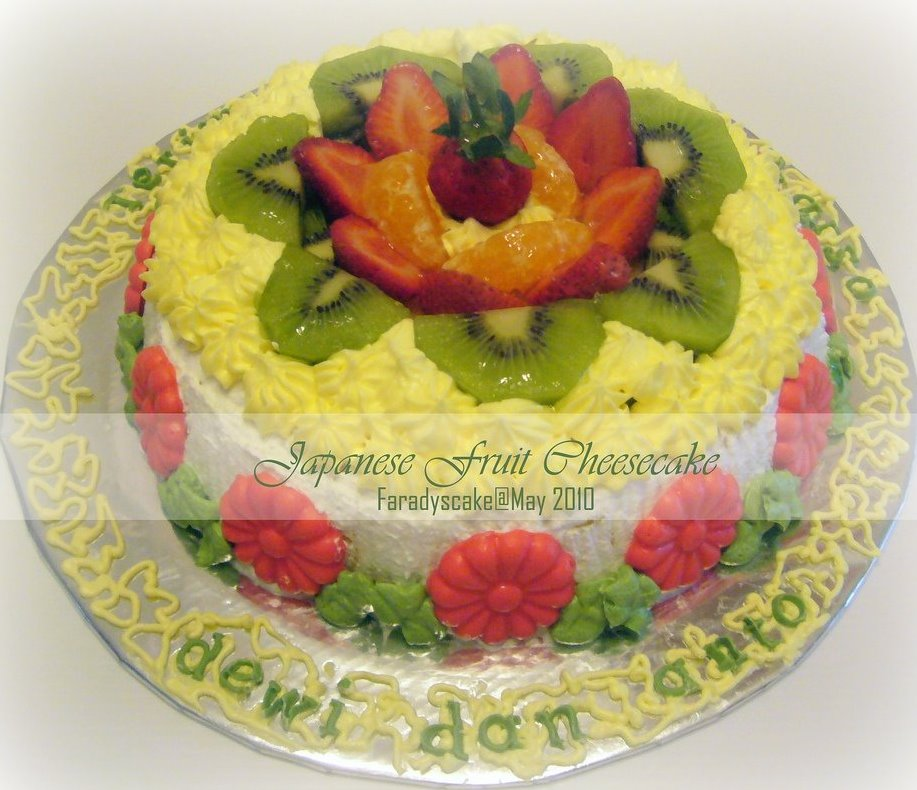 Japanese Fruit Cheesecake
Faradyscake@May 2010
dewi dan anto